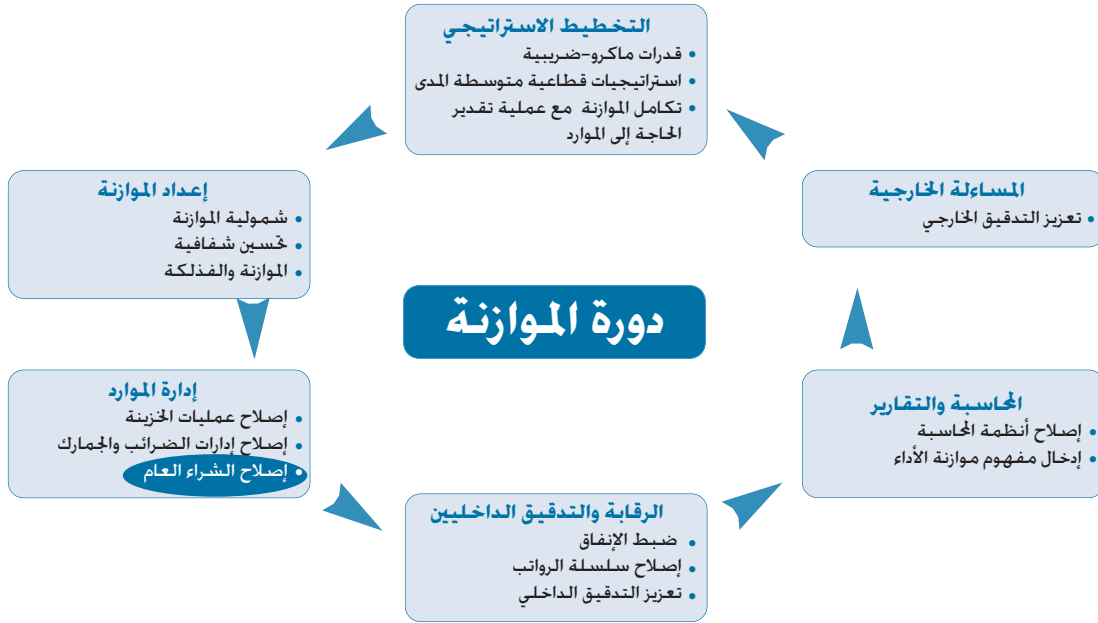 التخطيط الاستراتيجي
• قدرات ماكرو-ضريبية
• استراتيجيات قطاعية متوسطة المدى
• تكامل الموازنة مع عملية تقدير
الحاجة إلى الموارد
إعداد الموازنة
• شمولية الموازنة
• تحسين شفافية
• الموازنة والفذلكة
إدارة الموارد
• إصلاح عمليات الخزينة
• إصلاح إدارات الضرائب والجمارك
• إصلاح الشراء العام
الرقابة والتدقيق الداخليين
• ضبط الإنفاق
• إصلاح سلسلة الرواتب
• تعزيز التدقيق الداخلي
المحاسبة والتقارير
• إصلاح أنظمة المحاسبة
• إدخال مفهوم موازنة الأداء
المساءلة الخارجية
• تعزيز التدقيق الخارجي
دورة الموازنة